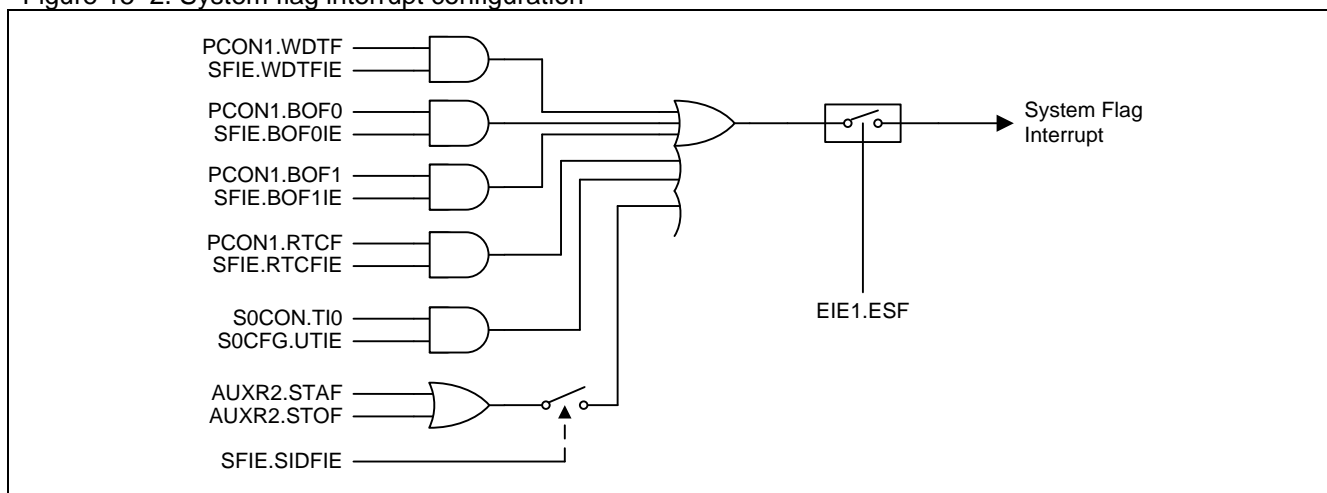 PCON1.WDTF
SFIE.WDTFIE
PCON1.BOF0
SFIE.BOF0IE
PCON1.BOF1
SFIE.BOF1IE
PCON1.RTCF
SFIE.RTCFIE
S0CON.TI0
S0CFG.UTIE
AUXR2.STAF
AUXR2.STOF
SFIE.SIDFIE
System Flag
Interrupt
EIE1.ESF